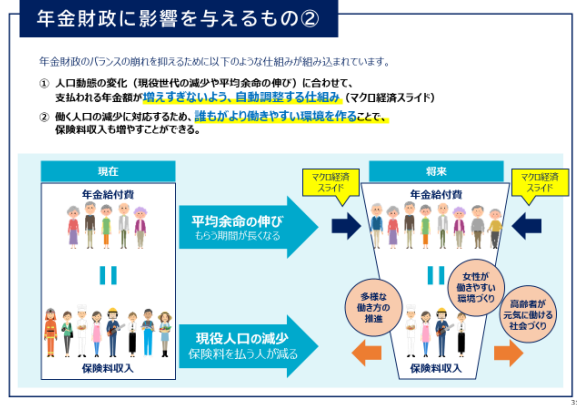 年金財政に影響を与えるもの②
年金財政のバランスの崩れを抑えるために以下のような仕組みが組み込まれています。
① 人口動態の変化（現役世代の減少や平均余命の伸び）に合わせて、
支払われる年金額が増えすぎないよう、自動調整する仕組み（マクロ経済スライド）
② 働く人口の減少に対応するため、誰もがより働きやすい環境を作ることで、
保険料収入も増やすことができる。
現在
年金給付費
保険料収入
平均余命の伸び
もらう期間が長くなる
現役人口の減少
保険料を払う人が減る
マクロ経済
スライド
将来
マクロ経済
スライド
年金給付費
多様な
働き方の
推進
女性が
働きやすい
環境づくり
高齢者が
元気に働ける
社会づくり
保険料収入